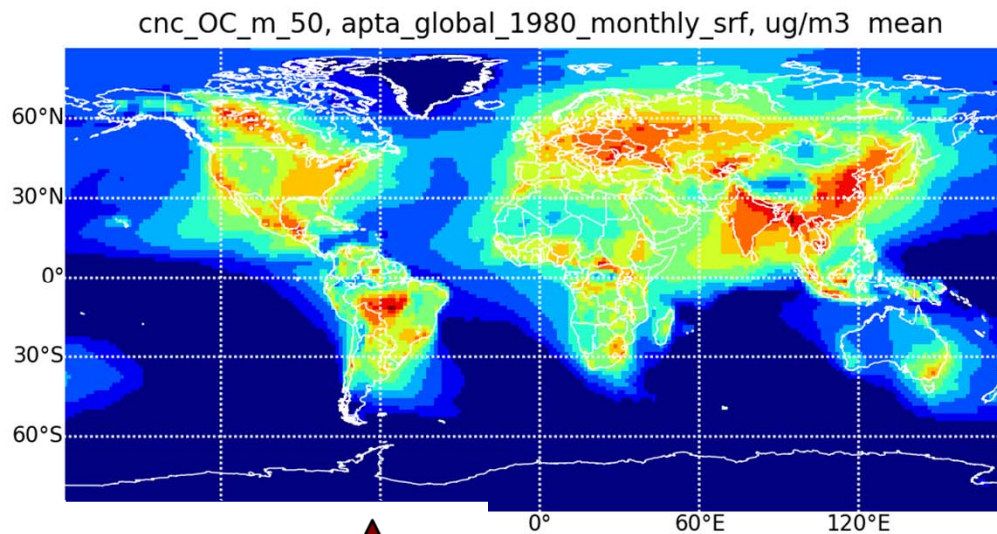 cnc_OC_m_50, apta_global_1980_monthly_srf, ug/m3  mean
60°N
30°N
0°
30°S
60°S
0°
60°E
120°E